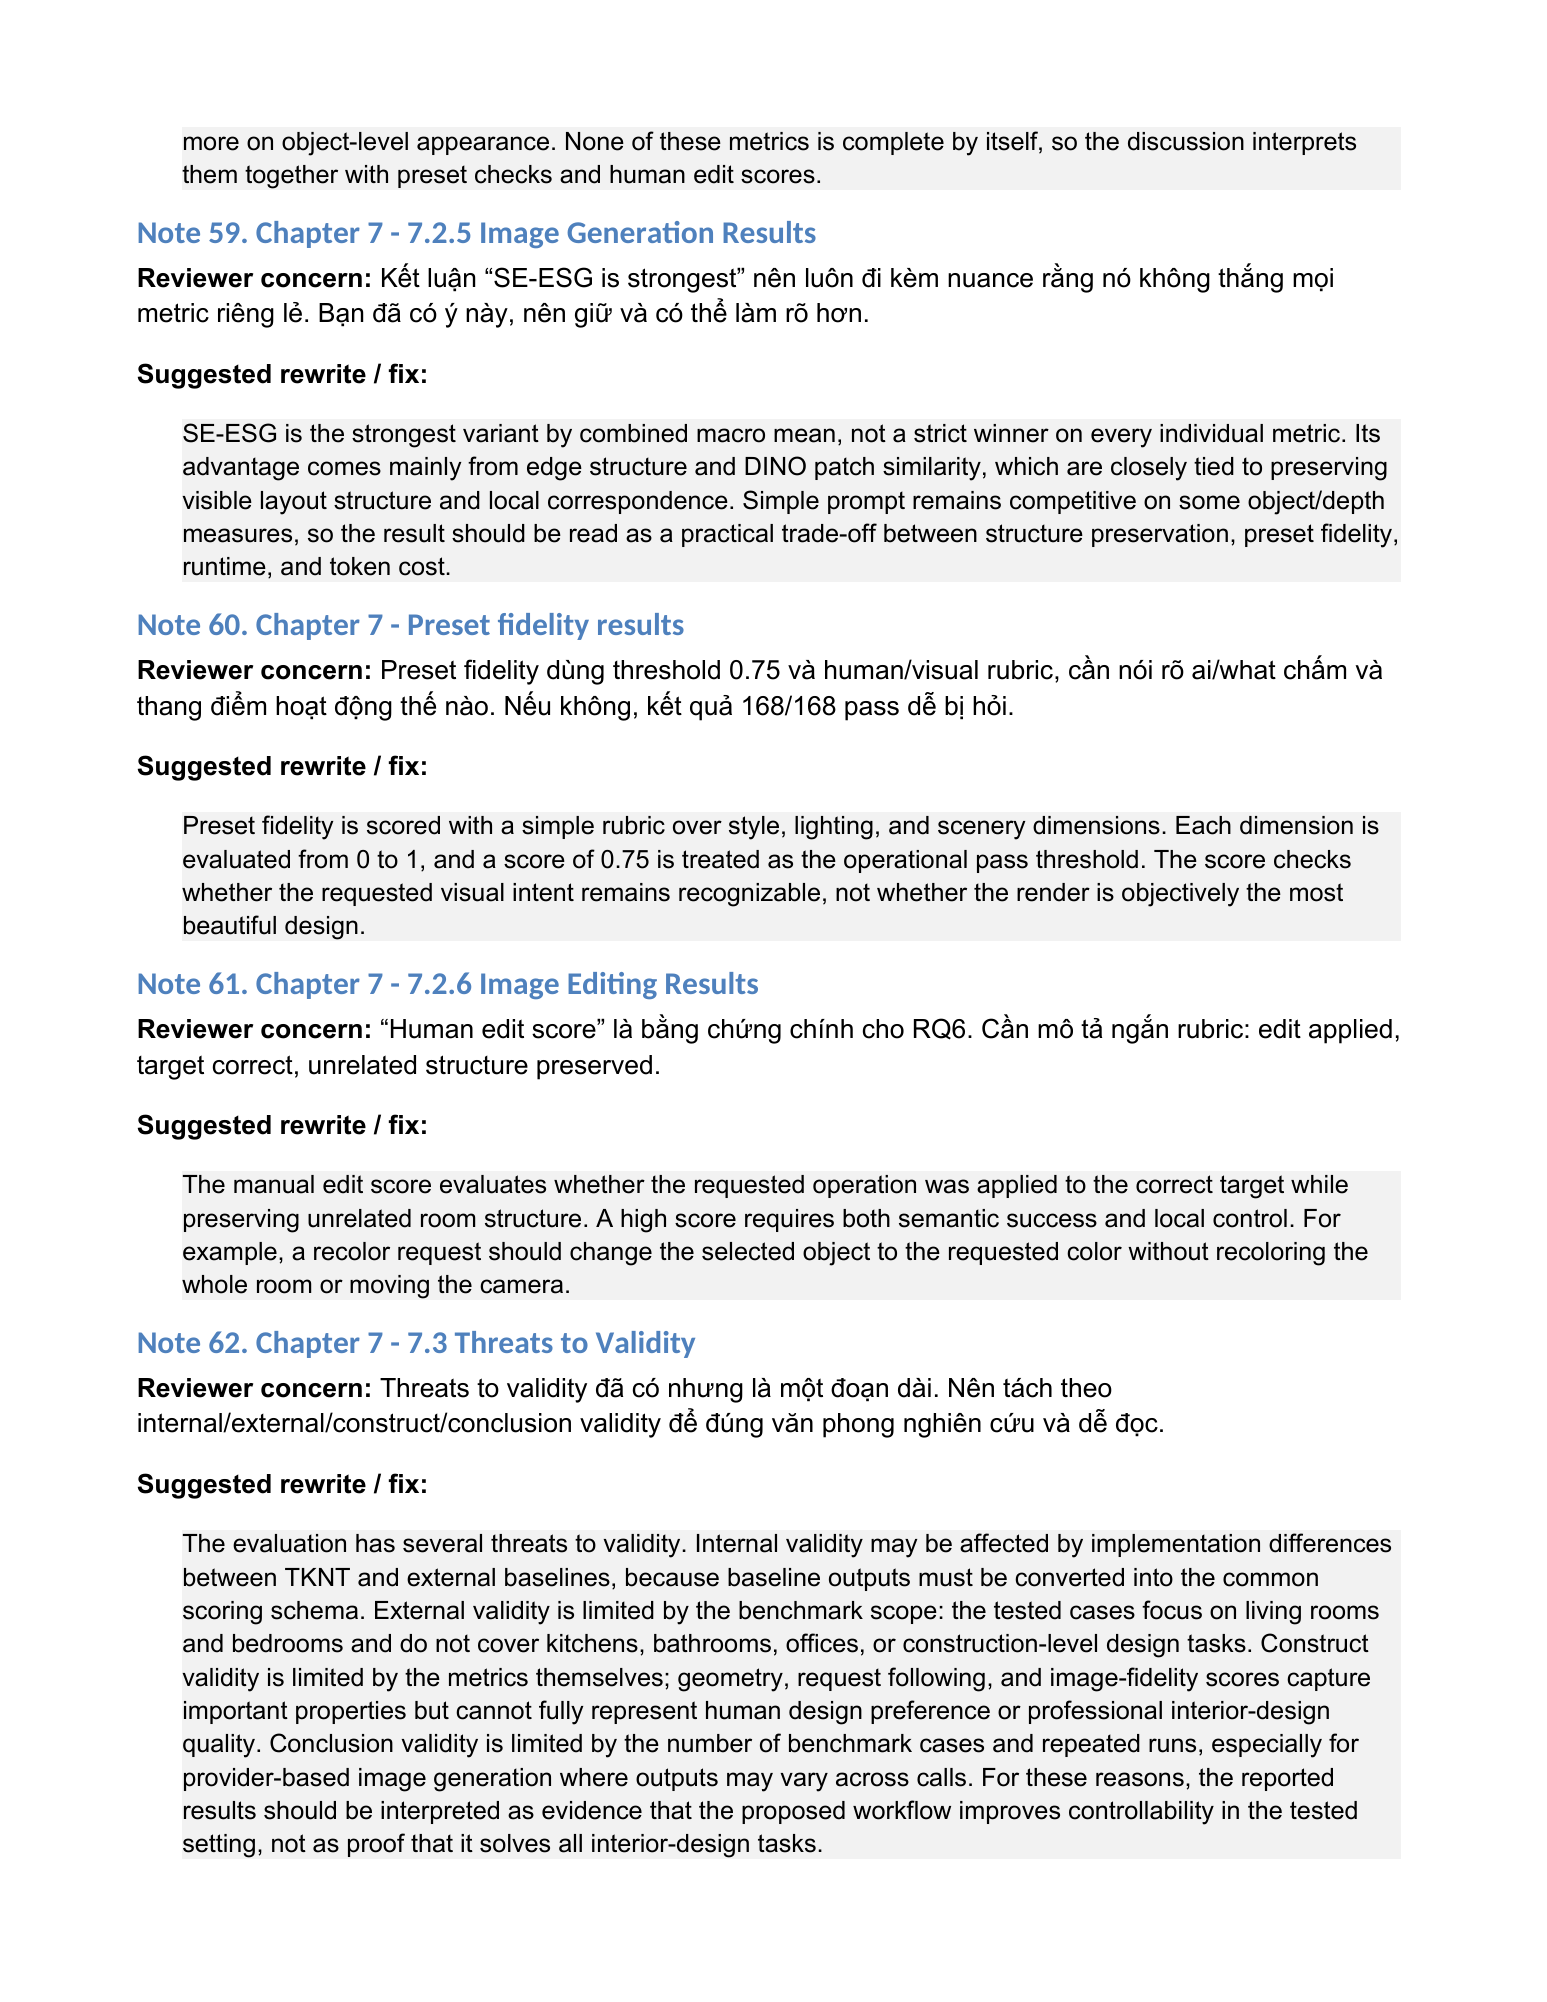 more on object-level appearance. None of these metrics is complete by itself, so the discussion interprets
them together with preset checks and human edit scores.
Note 59. Chapter 7 - 7.2.5 Image Generation Results
Reviewer concern: Kết luận “SE-ESG is strongest” nên luôn đi kèm nuance rằng nó không thắng mọi
metric riêng lẻ. Bạn đã có ý này, nên giữ và có thể làm rõ hơn.
Suggested rewrite / fix:
SE-ESG is the strongest variant by combined macro mean, not a strict winner on every individual metric. Its
advantage comes mainly from edge structure and DINO patch similarity, which are closely tied to preserving
visible layout structure and local correspondence. Simple prompt remains competitive on some object/depth
measures, so the result should be read as a practical trade-off between structure preservation, preset fidelity,
runtime, and token cost.
Note 60. Chapter 7 - Preset fidelity results
Reviewer concern: Preset fidelity dùng threshold 0.75 và human/visual rubric, cần nói rõ ai/what chấm và
thang điểm hoạt động thế nào. Nếu không, kết quả 168/168 pass dễ bị hỏi.
Suggested rewrite / fix:
Preset fidelity is scored with a simple rubric over style, lighting, and scenery dimensions. Each dimension is
evaluated from 0 to 1, and a score of 0.75 is treated as the operational pass threshold. The score checks
whether the requested visual intent remains recognizable, not whether the render is objectively the most
beautiful design.
Note 61. Chapter 7 - 7.2.6 Image Editing Results
Reviewer concern: “Human edit score” là bằng chứng chính cho RQ6. Cần mô tả ngắn rubric: edit applied,
target correct, unrelated structure preserved.
Suggested rewrite / fix:
The manual edit score evaluates whether the requested operation was applied to the correct target while
preserving unrelated room structure. A high score requires both semantic success and local control. For
example, a recolor request should change the selected object to the requested color without recoloring the
whole room or moving the camera.
Note 62. Chapter 7 - 7.3 Threats to Validity
Reviewer concern: Threats to validity đã có nhưng là một đoạn dài. Nên tách theo
internal/external/construct/conclusion validity để đúng văn phong nghiên cứu và dễ đọc.
Suggested rewrite / fix:
The evaluation has several threats to validity. Internal validity may be affected by implementation differences
between TKNT and external baselines, because baseline outputs must be converted into the common
scoring schema. External validity is limited by the benchmark scope: the tested cases focus on living rooms
and bedrooms and do not cover kitchens, bathrooms, offices, or construction-level design tasks. Construct
validity is limited by the metrics themselves; geometry, request following, and image-fidelity scores capture
important properties but cannot fully represent human design preference or professional interior-design
quality. Conclusion validity is limited by the number of benchmark cases and repeated runs, especially for
provider-based image generation where outputs may vary across calls. For these reasons, the reported
results should be interpreted as evidence that the proposed workflow improves controllability in the tested
setting, not as proof that it solves all interior-design tasks.